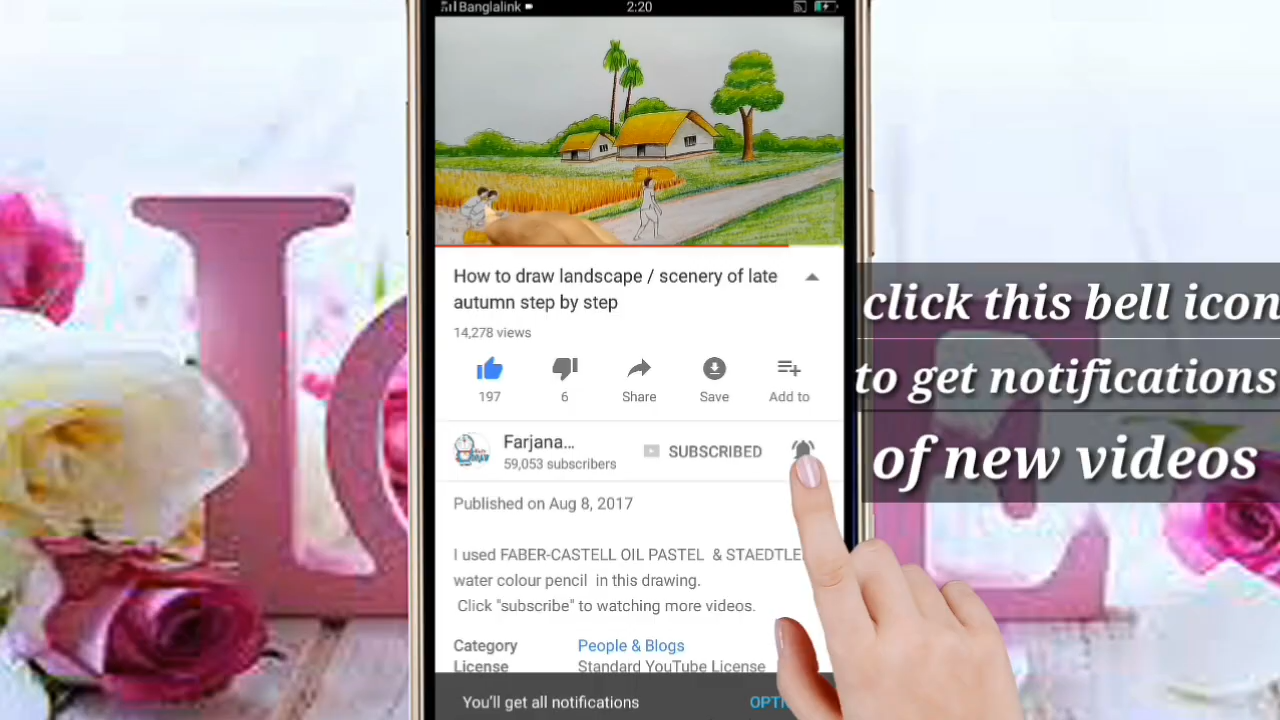 Banglalink
2:20
How to draw landscape / scenery of late
autumn step by step
14,278 views
197
6
Share
Save
Add to
Farjana...
59,053 subscribers
SUBSCRIBED
Published on Aug 8, 2017
I used FABER-CASTELL OIL PASTEL & STAEDTLE
water colour pencil in this drawing.
Click "subscribe" to watching more videos.
Category
People & Blogs
License
Standard YouTube License
You'll get all notifications
OPTI
click this bell icon
to get notifications
of new videos